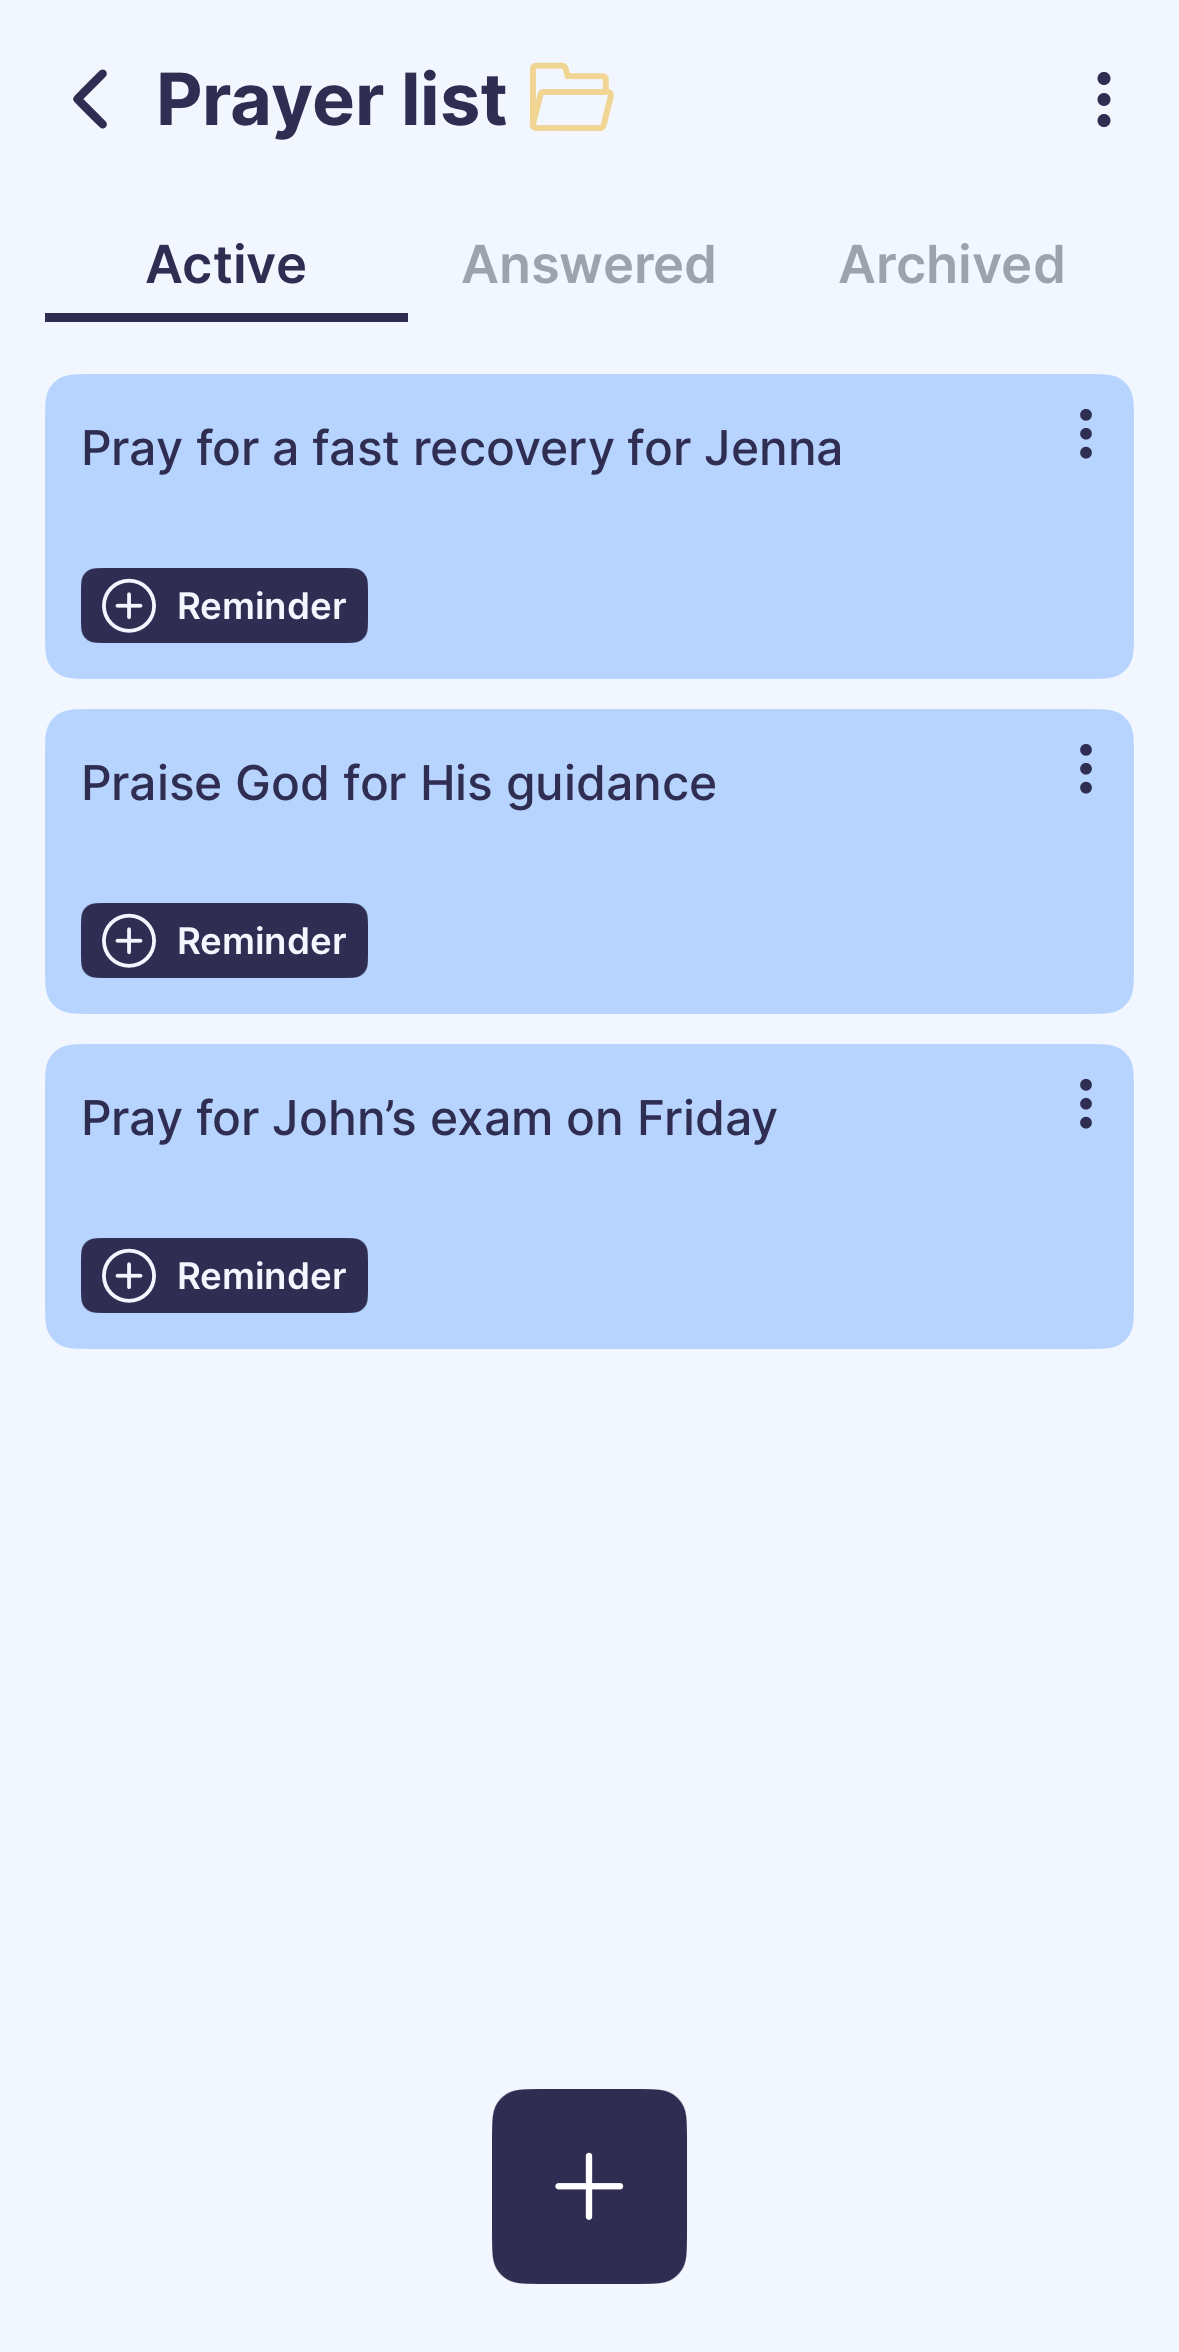 Prayer list
Active Answered Archived
Pray for a fast recovery for Jenna
Reminder
Praise God for His guidance
Reminder
Pray for John’s exam on Friday
Reminder